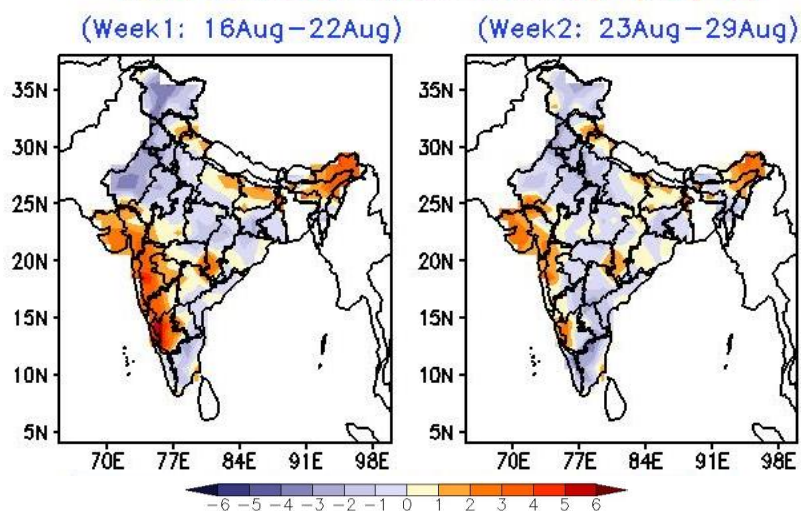 (Week1: 16Aug−22Aug) (Week2: 23Aug−29Aug)
35N 35N
30N 30N
25N 25N
20N 20N
15N 15N
10N 10N
5N 5N
70E 77E 84E 91E 98E 70E 77E 84E 91E 98E
−6 −5 −4 −3 −2 −1 0 1 2 3 4 5 6